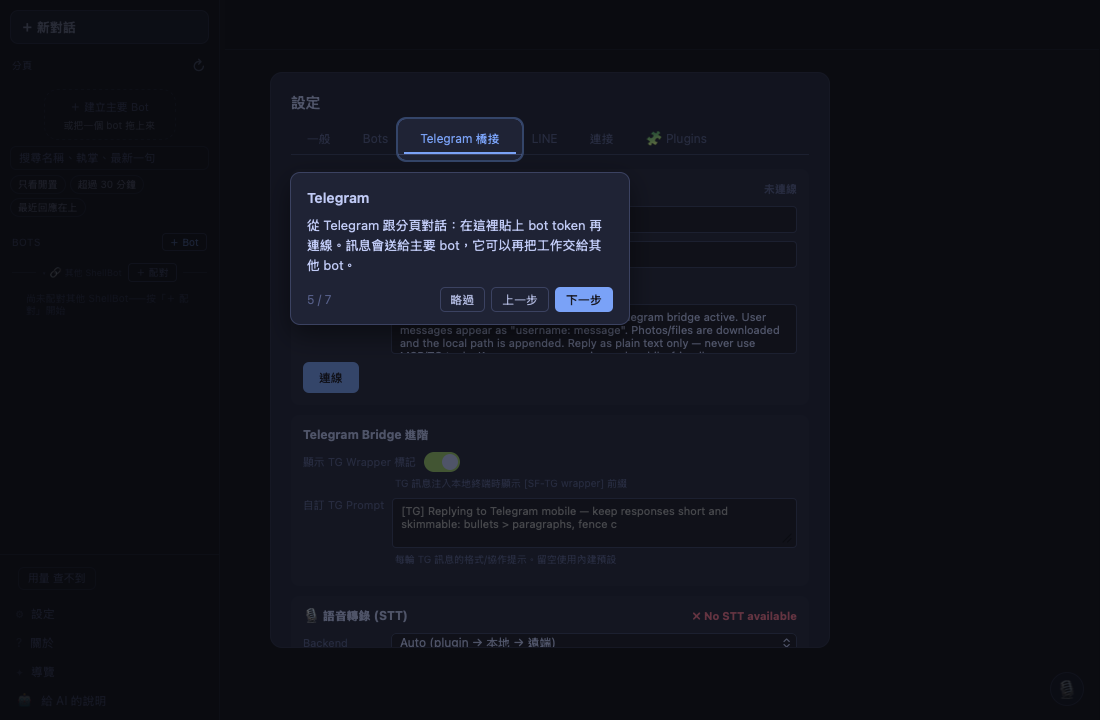 + 新對話
分頁
+ 建立主要 Bot
或把一個 bot 拖上來
搜尋名稱、執掌、最新一句
只看閒置
超過 30 分鐘
最近回應在上
BOTS
+ Bot
+ 配對
用量 查不到
設定
關於
導覽
給 AI 的說明
設定
一般
Bots
Telegram 橋接
LINE
連接
Plugins
未連線
Telegram
從 Telegram 跟分頁對話：在這裡貼上 bot token 再
連線。訊息會送給主要 bot，它可以再把工作交給其
他 bot。
5 / 7
略過
上一步
下一步
egram bridge active. User
messages appear as "username: message". Photos/files are downloaded
and the local path is appended. Reply as plain text only — never use
連線
Telegram Bridge 進階
顯示 TG Wrapper 標記
TG 訊息注入本地終端時顯示 [SF-TG wrapper] 前綴
自訂 TG Prompt
[TG] Replying to Telegram mobile — keep responses short and
skimmable: bullets > paragraphs, fence c
每輪 TG 訊息的格式/協作提示。留空使用內建預設
語音轉錄 (STT)
✕ No STT available
Backend
Auto (plugin → 本地 → 遠端)